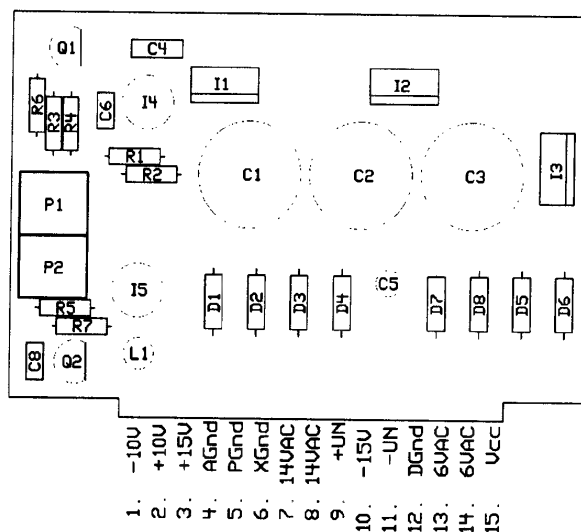 Q1
C4
I1
I2
R6
R3
R4
C6
I4
R1
R2
C1
C2
C3
I3
P1
P2
I5
D1
D2
D3
D4
C5
D7
D8
D5
D6
R5
R7
C8
Q2
L1
1. -10V
2. +10V
3. +15V
4. AGnd
5. PGnd
6. XGnd
7. 14VAC
8. 14VAC
9. +UN
10. -15V
11. -UN
12. DGnd
13. 6VAC
14. 6VAC
15. Vcc